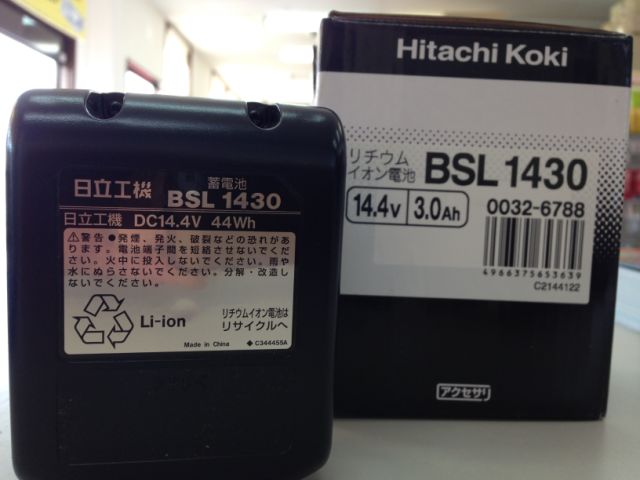 日立工機
蓄電池
BSL 1430
日立工機 DC14.4V 44Wh
⚠警告 ●発煙、発火、破裂などの恐れがあ
ります。電池端子間を短絡させないでくだ
さい。火中に投入しないでください。雨や
水にぬらさないでください。分解・改造し
ないでください。
Li-ion
リチウムイオン電池は
リサイクルへ
Made in China
◆C344455A
Hitachi Koki
リチウム
イオン電池
BSL 1430
14.4V
3.0Ah
0032-6788
4966375653639
C2144122
アクセサリ